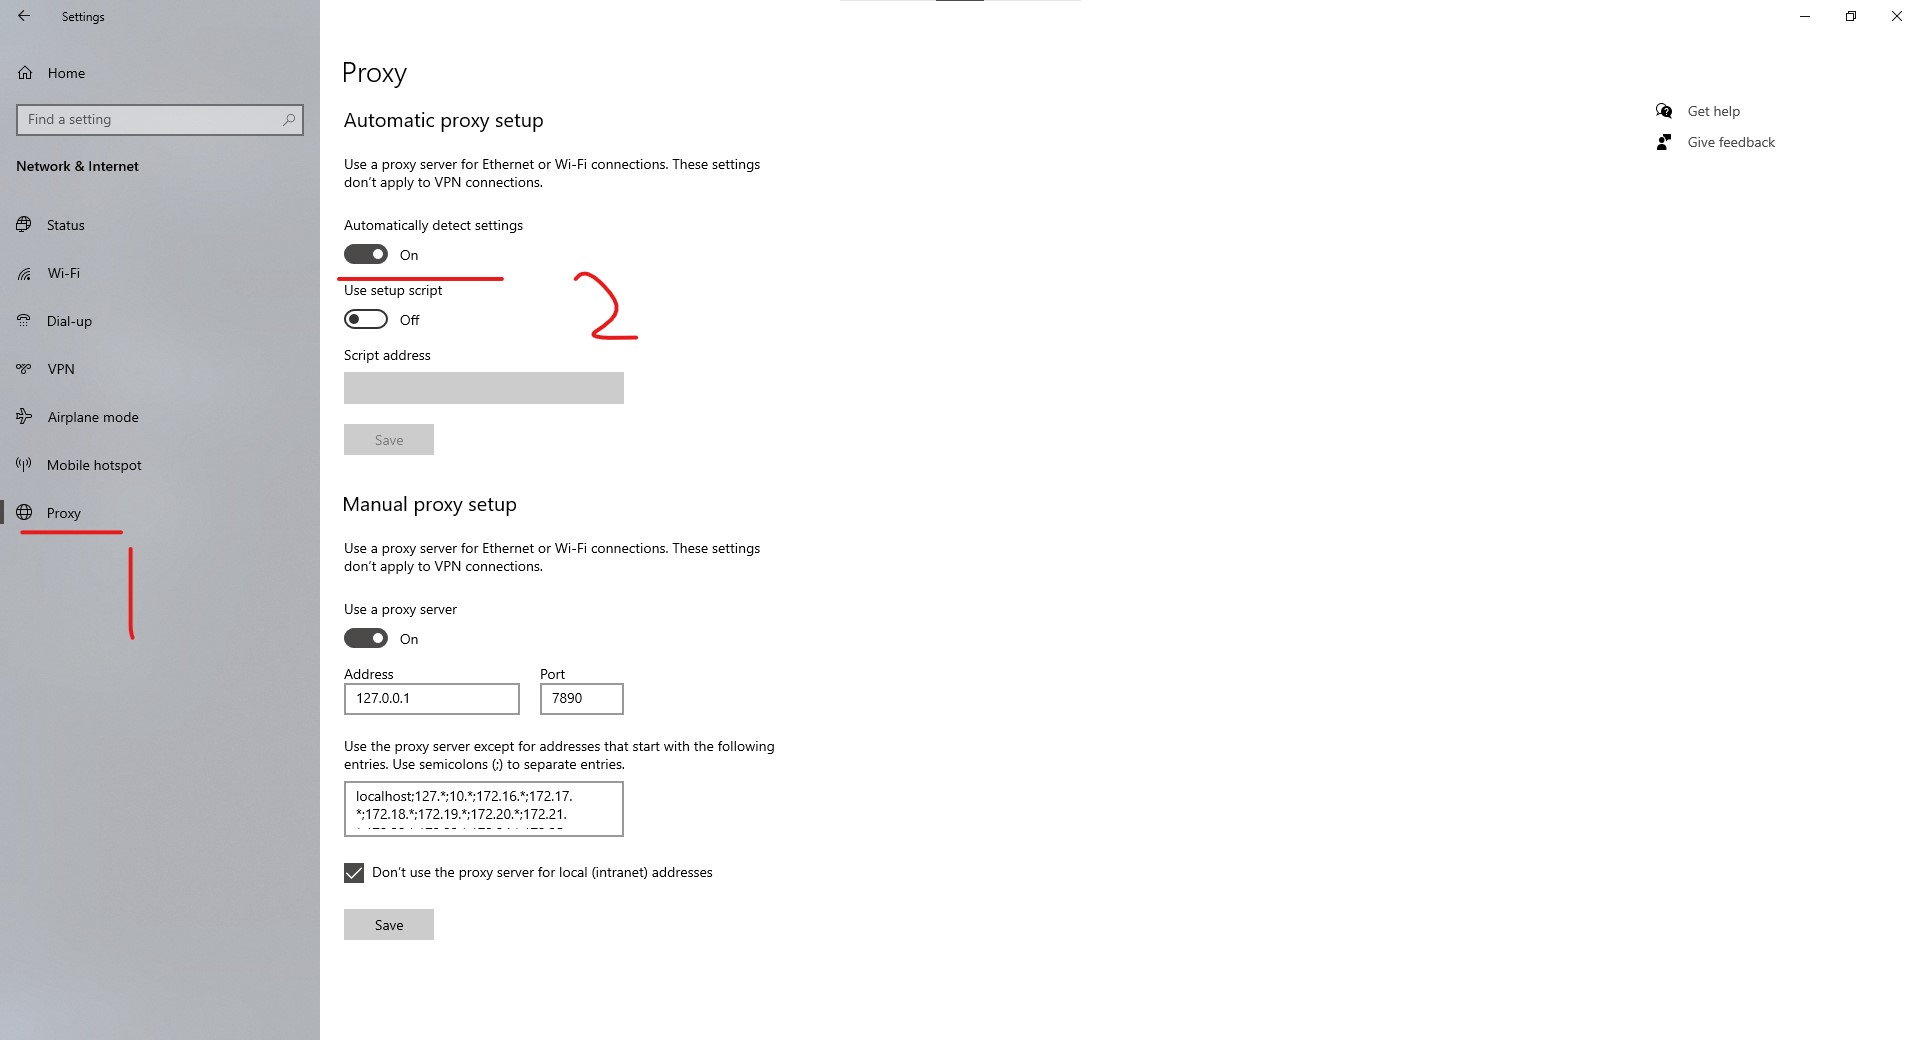 Settings
Home
Find a setting
Network & Internet
Status
Wi-Fi
Dial-up
VPN
Airplane mode
Mobile hotspot
Proxy
1
Proxy
Automatic proxy setup
Use a proxy server for Ethernet or Wi-Fi connections. These settings
don't apply to VPN connections.
Automatically detect settings
On
2
Use setup script
Off
Script address
Save
Manual proxy setup
Use a proxy server for Ethernet or Wi-Fi connections. These settings
don't apply to VPN connections.
Use a proxy server
On
Address Port
127.0.0.1 7890
Use the proxy server except for addresses that start with the following
entries. Use semicolons (;) to separate entries.
localhost;127.*;10.*;172.16.*;172.17.
*;172.18.*;172.19.*;172.20.*;172.21.
Don't use the proxy server for local (intranet) addresses
Save
Get help
Give feedback